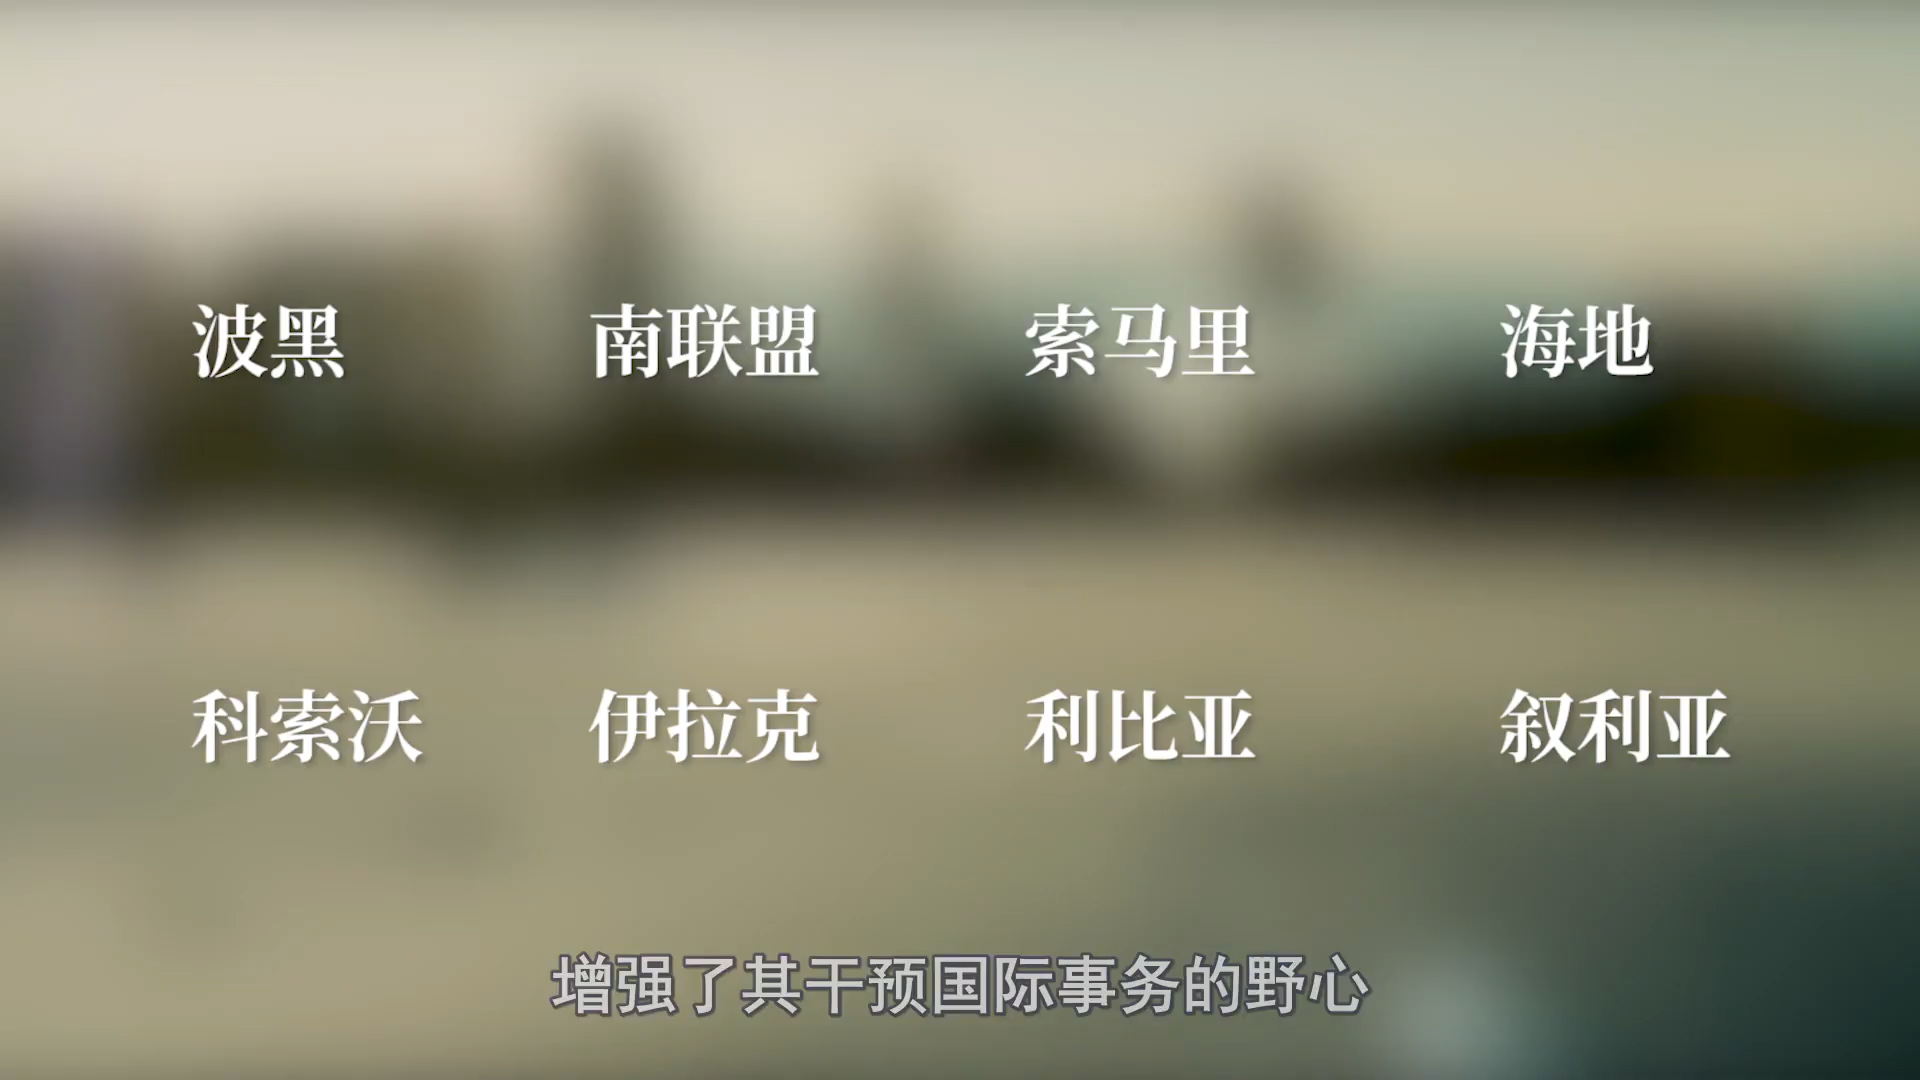 波黑 南联盟 索马里 海地
科索沃 伊拉克 利比亚 叙利亚
增强了其干预国际事务的野心